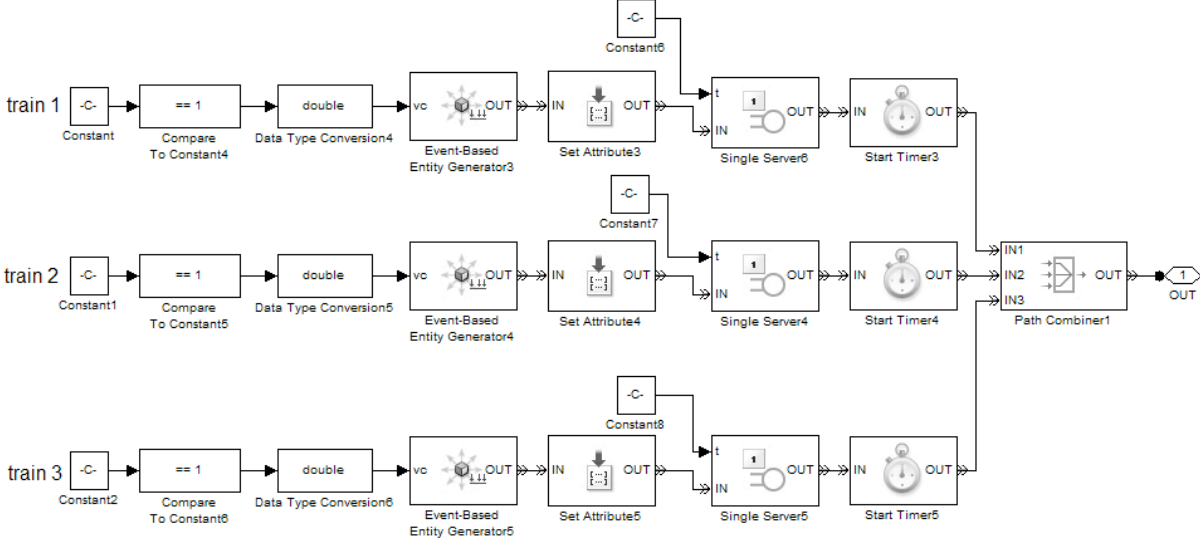 -C-
Constant6
train 1
-C-
Constant
== 1
Compare
To Constant4
double
Data Type Conversion4
vc
OUT
Event-Based
Entity Generator3
IN
OUT
[...]
Set Attribute3
t
IN
1
OUT
Single Server6
IN
OUT
Start Timer3
-C-
Constant7
train 2
-C-
Constant1
== 1
Compare
To Constant5
double
Data Type Conversion5
vc
OUT
Event-Based
Entity Generator4
IN
OUT
[...]
Set Attribute4
t
IN
1
OUT
Single Server4
IN
OUT
Start Timer4
IN1
IN2
IN3
OUT
Path Combiner1
1
OUT
-C-
Constant8
train 3
-C-
Constant2
== 1
Compare
To Constant6
double
Data Type Conversion6
vc
OUT
Event-Based
Entity Generator5
IN
OUT
[...]
Set Attribute5
t
IN
1
OUT
Single Server5
IN
OUT
Start Timer5